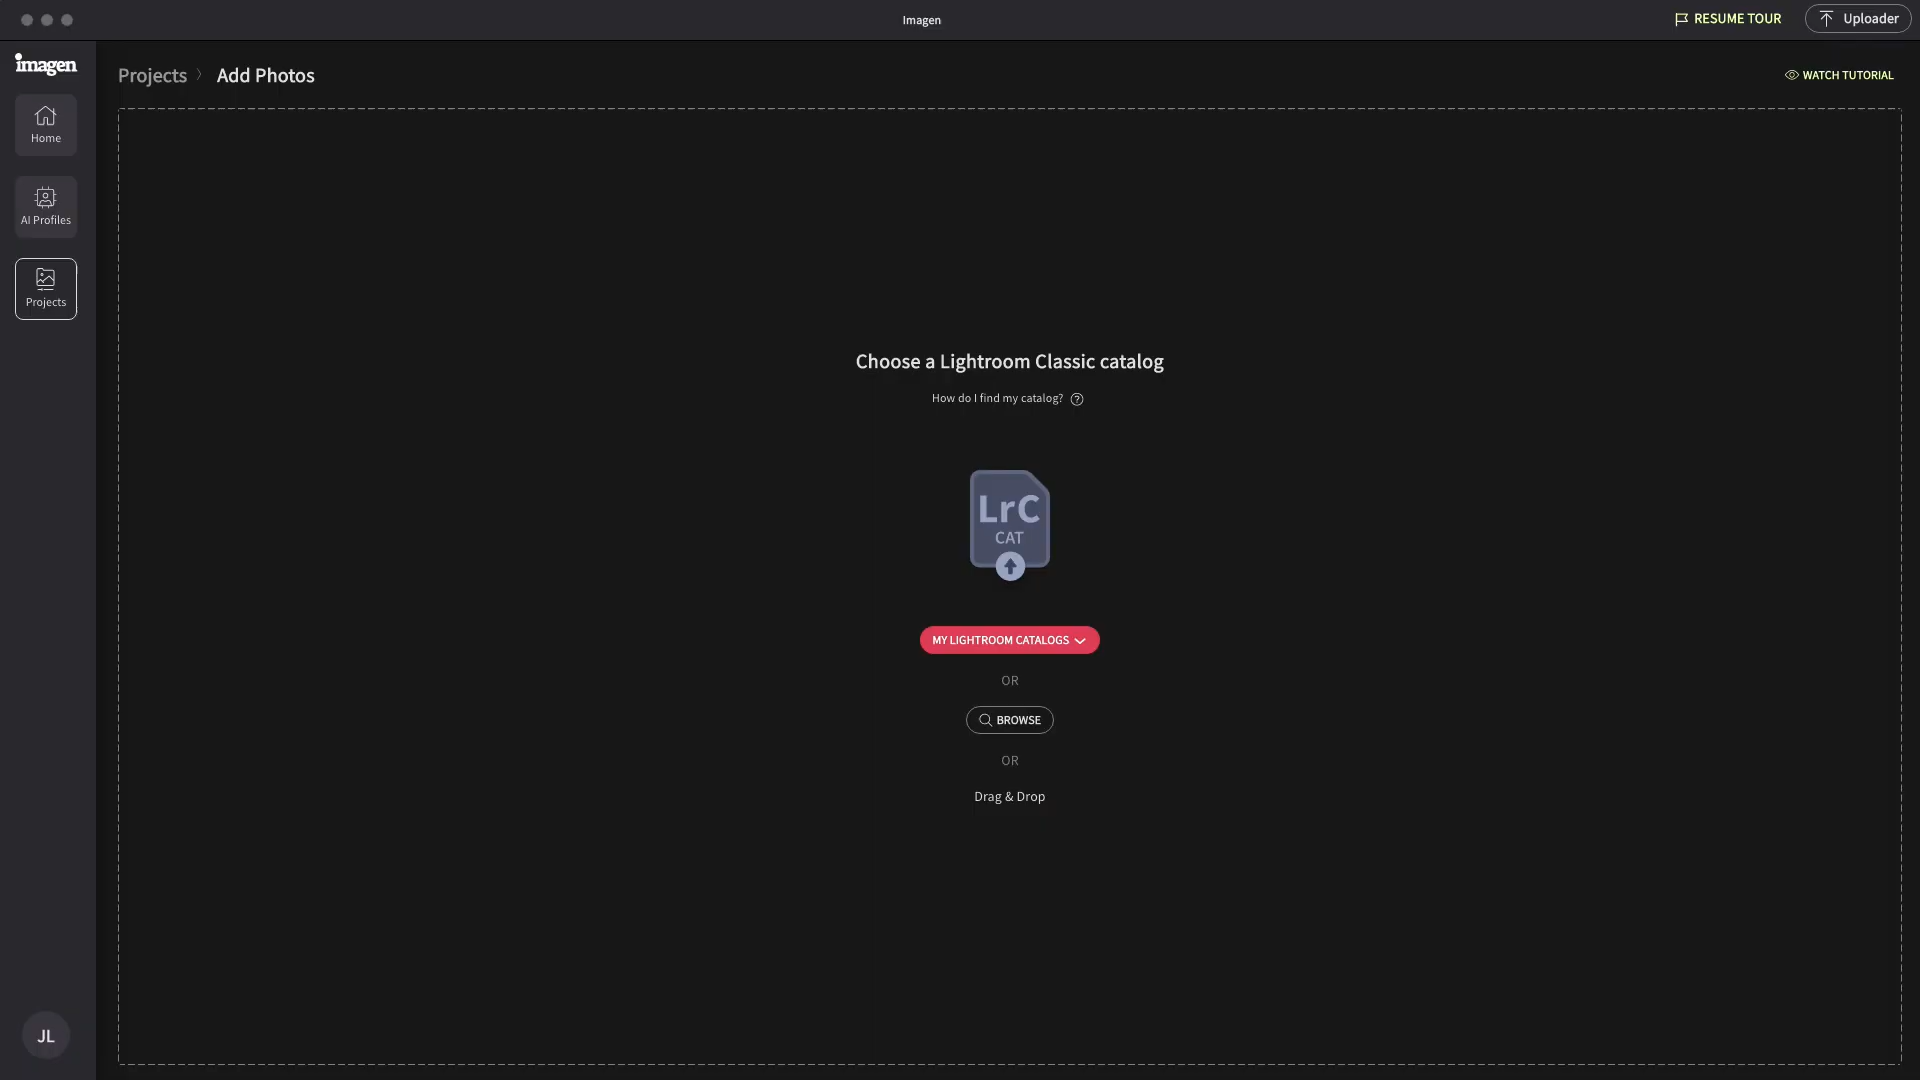 Imagen
RESUME TOUR
Uploader
imagen
Projects
Add Photos
WATCH TUTORIAL
Home
AI Profiles
Projects
Choose a Lightroom Classic catalog
How do I find my catalog? ?
LrC
CAT
MY LIGHTROOM CATALOGS
OR
BROWSE
OR
Drag & Drop
JL